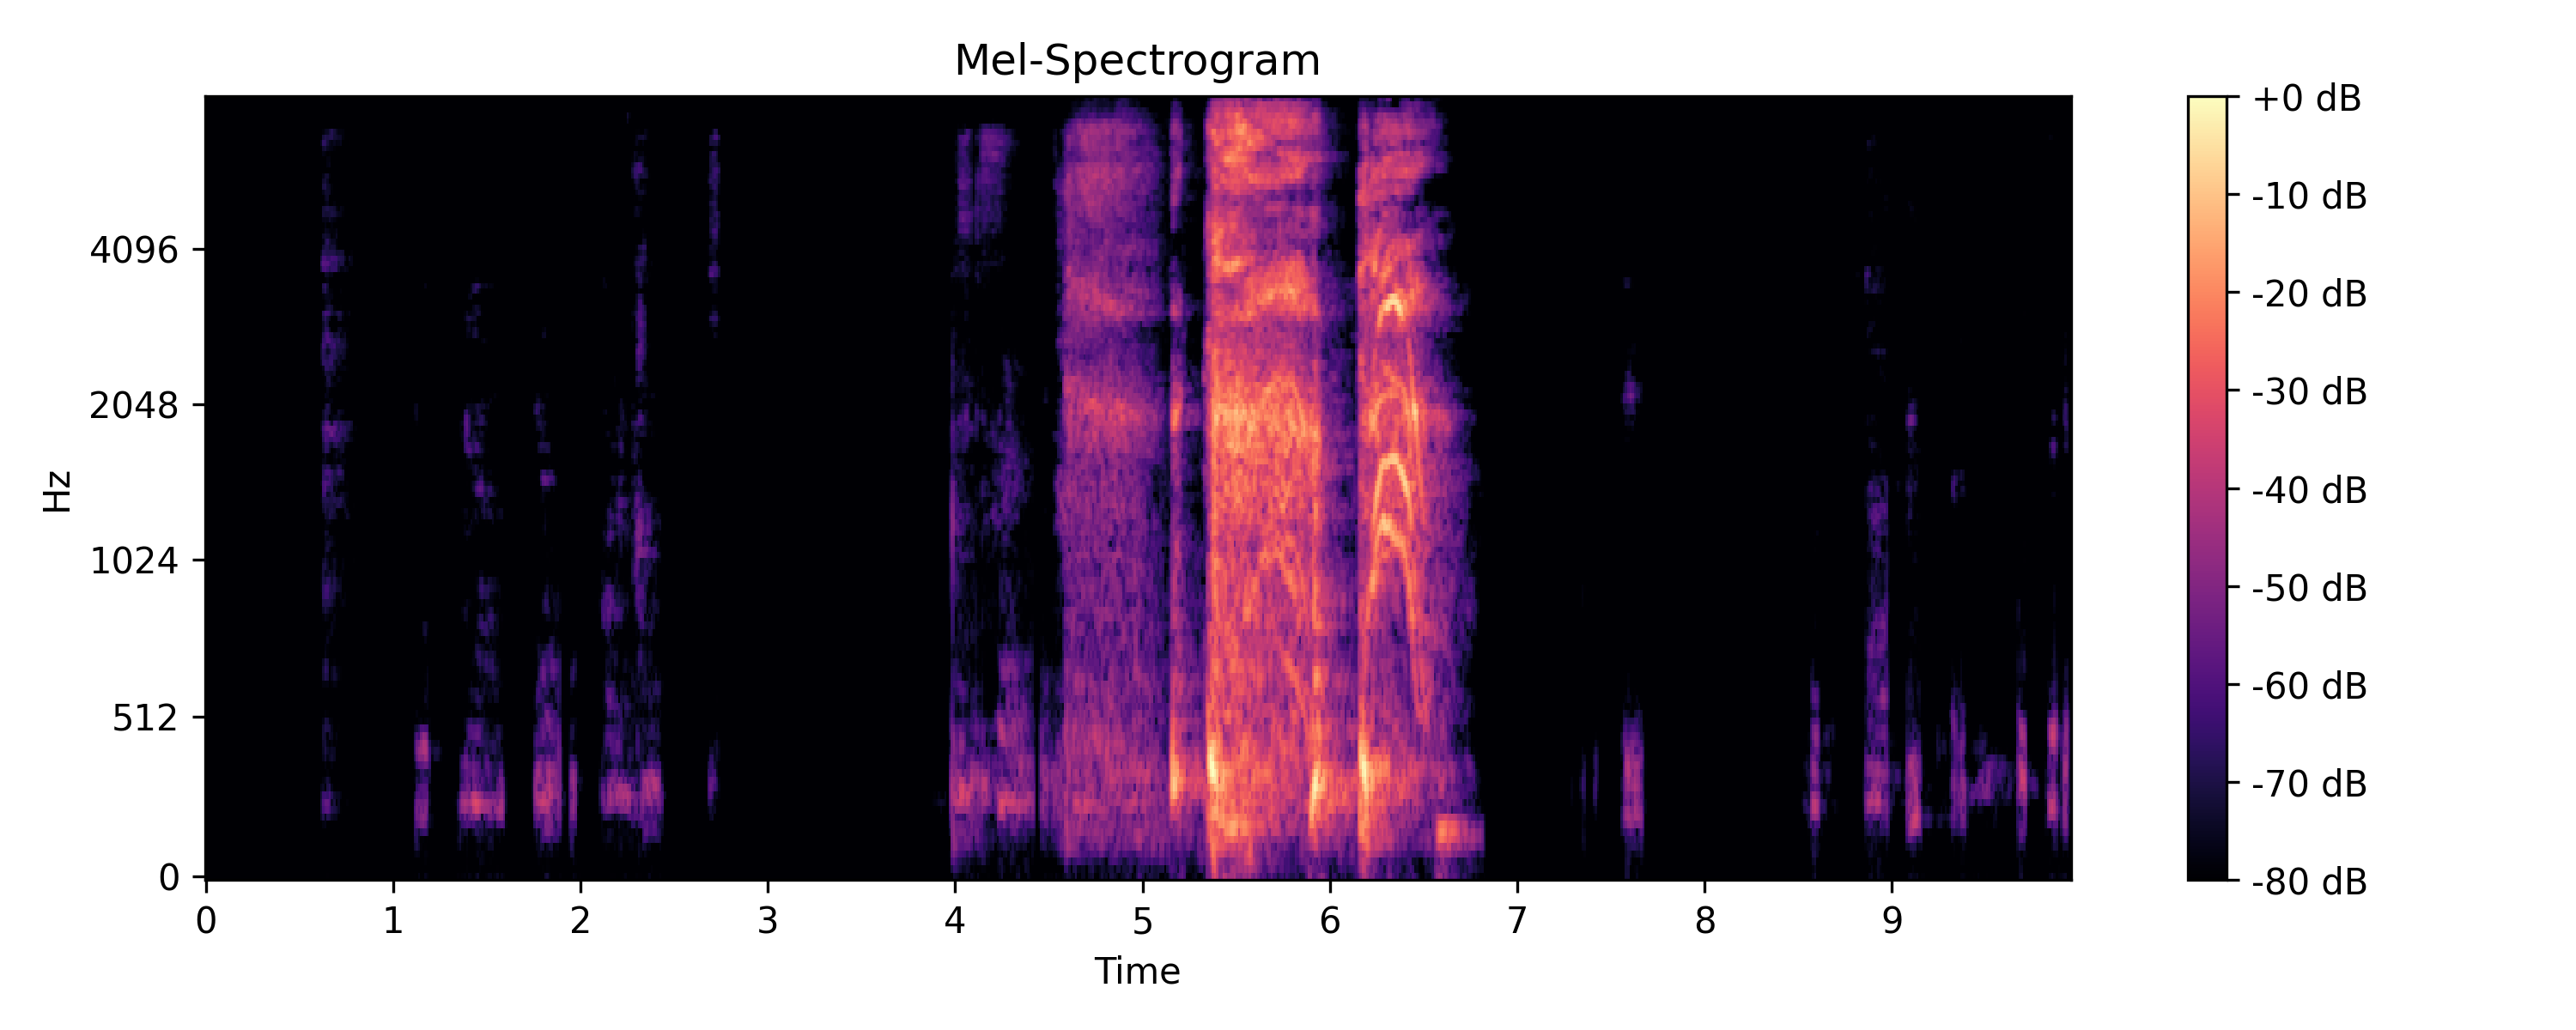 Mel-Spectrogram
+0 dB
-10 dB
-20 dB
-30 dB
-40 dB
-50 dB
-60 dB
-70 dB
-80 dB
Hz
4096
2048
1024
512
0
0 1 2 3 4 5 6 7 8 9
Time